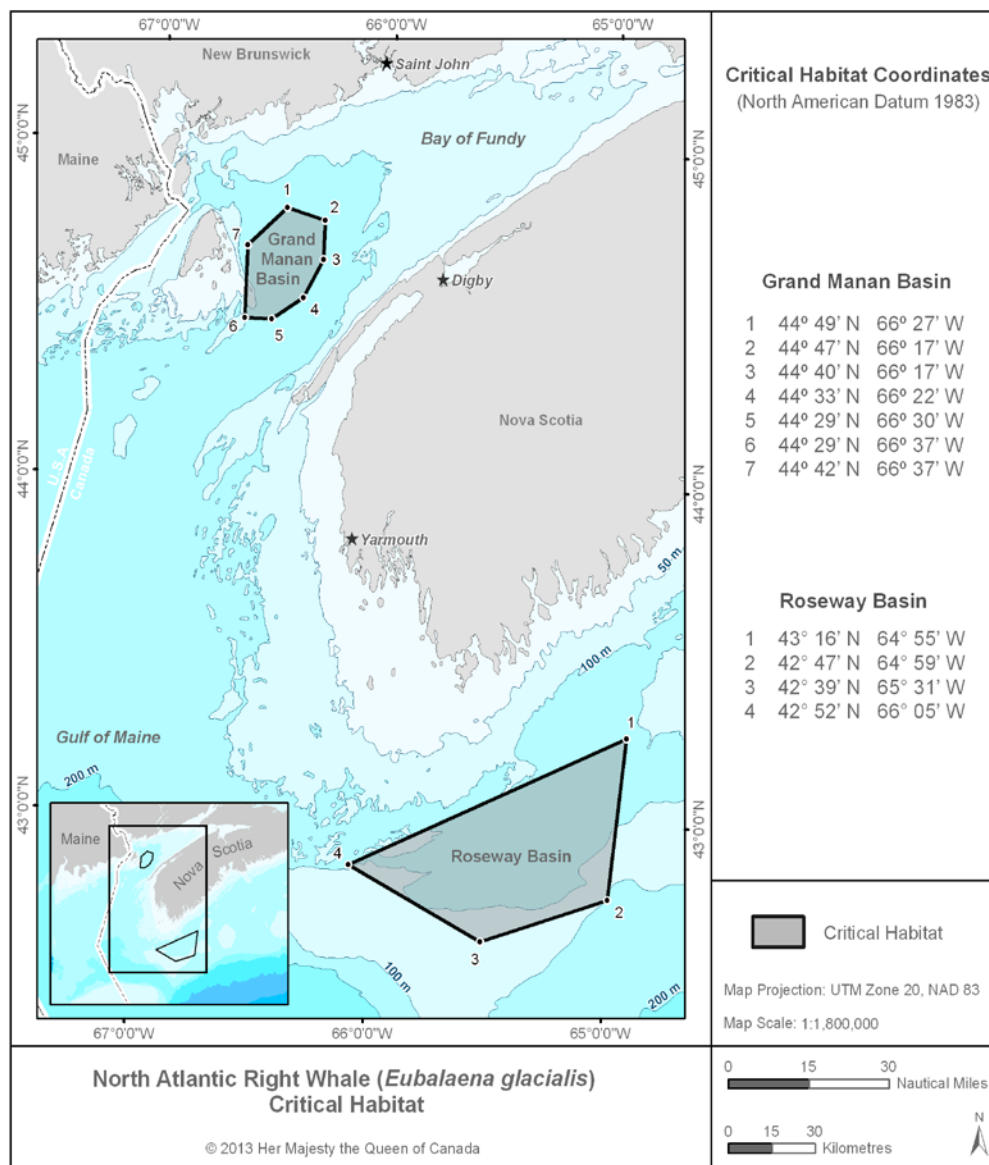 67°0'0"W 66°0'0"W 65°0'0"W
New Brunswick
Saint John
Bay of Fundy
45°0'0"N
45°0'0"N
Maine
1
2
Grand
Manan
Basin
7
3
4
5
6
Digby
Nova Scotia
44°0'0"N
44°0'0"N
U.S.A
Canada
Yarmouth
50 m
100 m
Gulf of Maine
200 m
1
43°0'0"N
43°0'0"N
4
Roseway Basin
2
3
100 m
200 m
Maine
Nova Scotia
67°0'0"W 66°0'0"W 65°0'0"W
North Atlantic Right Whale (Eubalaena glacialis)
Critical Habitat
© 2013 Her Majesty the Queen of Canada
Critical Habitat Coordinates
(North American Datum 1983)
Grand Manan Basin
1 44º 49' N 66º 27' W
2 44º 47' N 66º 17' W
3 44º 40' N 66º 17' W
4 44º 33' N 66º 22' W
5 44º 29' N 66º 30' W
6 44º 29' N 66º 37' W
7 44º 42' N 66º 37' W
Roseway Basin
1 43° 16' N 64° 55' W
2 42° 47' N 64° 59' W
3 42° 39' N 65° 31' W
4 42° 52' N 66° 05' W
Critical Habitat
Map Projection: UTM Zone 20, NAD 83
Map Scale: 1:1,800,000
0 15 30
Nautical Miles
0 15 30
Kilometres
N